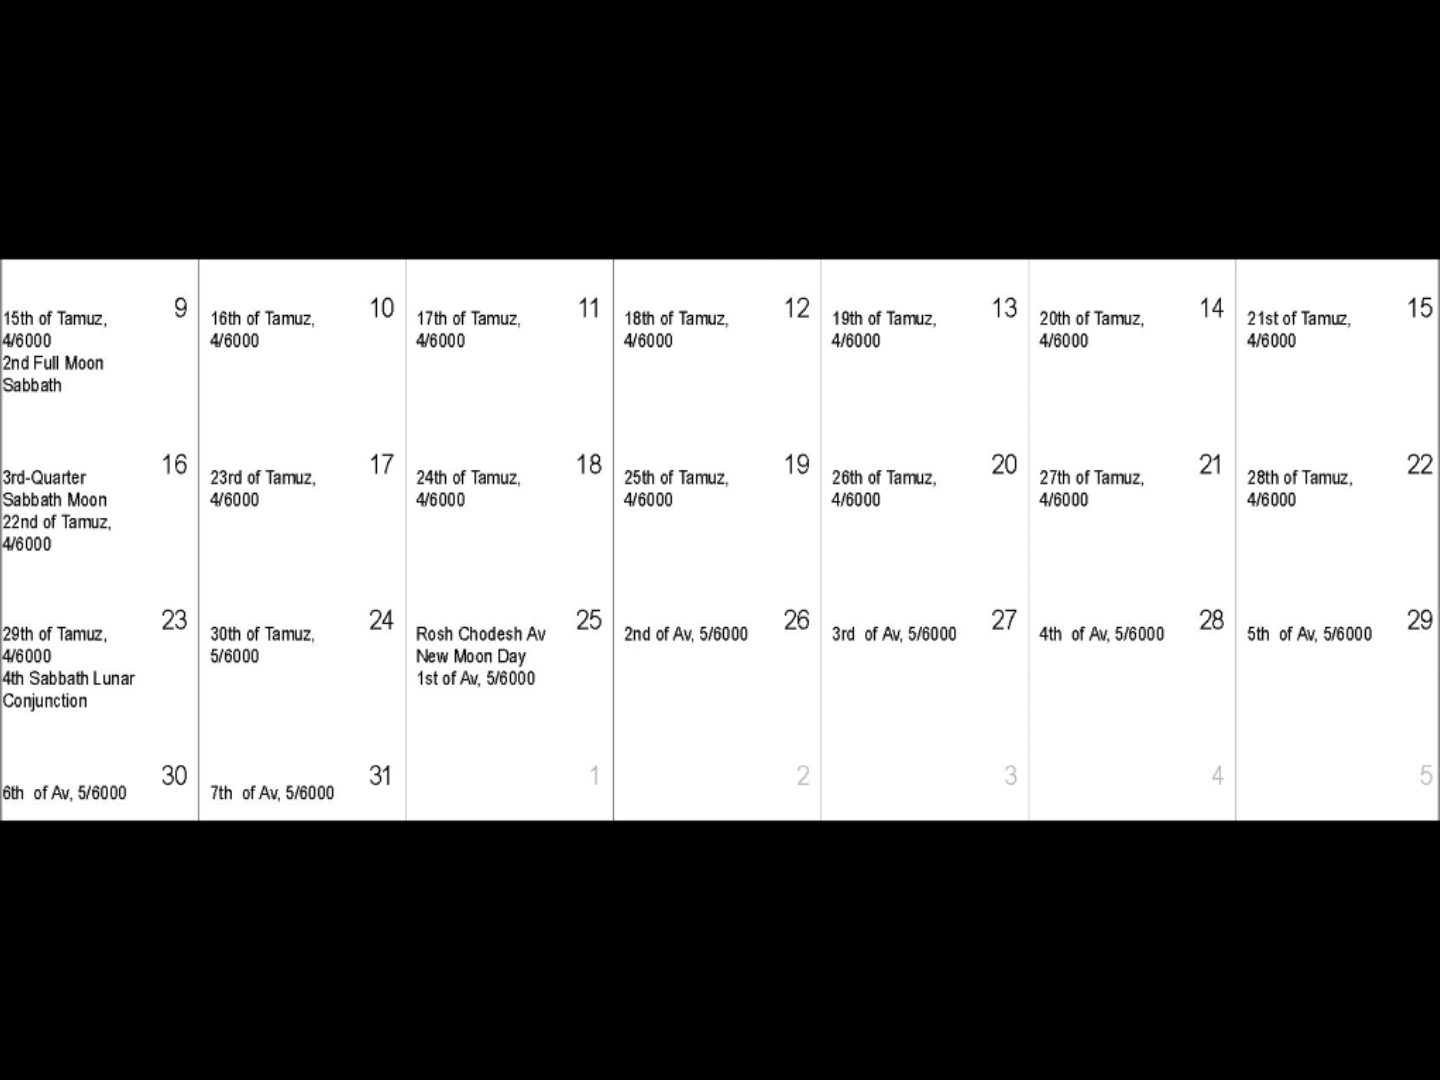 9
15th of Tamuz,
4/6000
2nd Full Moon
Sabbath
10
16th of Tamuz,
4/6000
11
17th of Tamuz,
4/6000
12
18th of Tamuz,
4/6000
13
19th of Tamuz,
4/6000
14
20th of Tamuz,
4/6000
15
21st of Tamuz,
4/6000
16
3rd-Quarter
Sabbath Moon
22nd of Tamuz,
4/6000
17
23rd of Tamuz,
4/6000
18
24th of Tamuz,
4/6000
19
25th of Tamuz,
4/6000
20
26th of Tamuz,
4/6000
21
27th of Tamuz,
4/6000
22
28th of Tamuz,
4/6000
23
29th of Tamuz,
4/6000
4th Sabbath Lunar
Conjunction
24
30th of Tamuz,
5/6000
25
Rosh Chodesh Av
New Moon Day
1st of Av, 5/6000
26
2nd of Av, 5/6000
27
3rd of Av, 5/6000
28
4th of Av, 5/6000
29
5th of Av, 5/6000
30
6th of Av, 5/6000
31
7th of Av, 5/6000
1
2
3
4
5